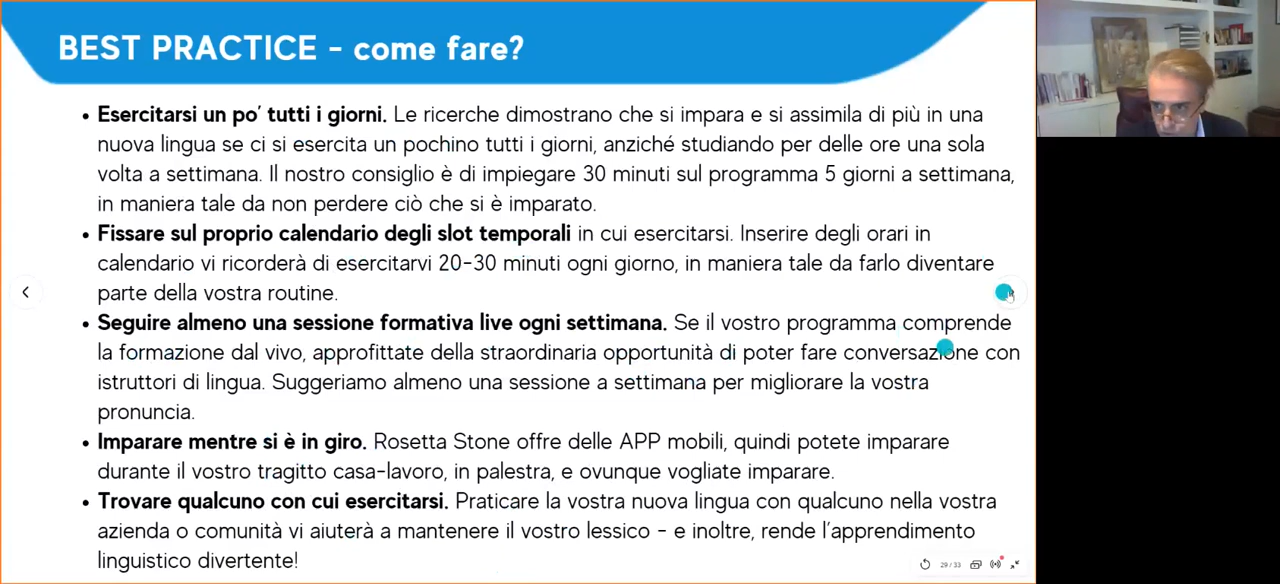 BEST PRACTICE - come fare?
• Esercitarsi un po’ tutti i giorni. Le ricerche dimostrano che si impara e si assimila di più in una
nuova lingua se ci si esercita un pochino tutti i giorni, anziché studiando per delle ore una sola
volta a settimana. Il nostro consiglio è di impiegare 30 minuti sul programma 5 giorni a settimana,
in maniera tale da non perdere ciò che si è imparato.
• Fissare sul proprio calendario degli slot temporali in cui esercitarsi. Inserire degli orari in
calendario vi ricorderà di esercitarvi 20-30 minuti ogni giorno, in maniera tale da farlo diventare
parte della vostra routine.
• Seguire almeno una sessione formativa live ogni settimana. Se il vostro programma comprende
la formazione dal vivo, approfittate della straordinaria opportunità di poter fare conversazione con
istruttori di lingua. Suggeriamo almeno una sessione a settimana per migliorare la vostra
pronuncia.
• Imparare mentre si è in giro. Rosetta Stone offre delle APP mobili, quindi potete imparare
durante il vostro tragitto casa-lavoro, in palestra, e ovunque vogliate imparare.
• Trovare qualcuno con cui esercitarsi. Praticare la vostra nuova lingua con qualcuno nella vostra
azienda o comunità vi aiuterà a mantenere il vostro lessico - e inoltre, rende l’apprendimento
linguistico divertente!
29 / 33